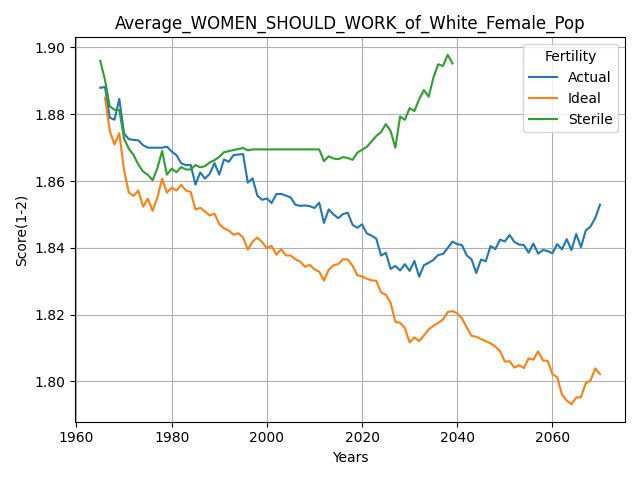 Average_WOMEN_SHOULD_WORK_of_White_Female_Pop
1.90
1.88
1.86
1.84
1.82
1.80
Score(1-2)
Fertility
Actual
Ideal
Sterile
1960 1980 2000 2020 2040 2060
Years